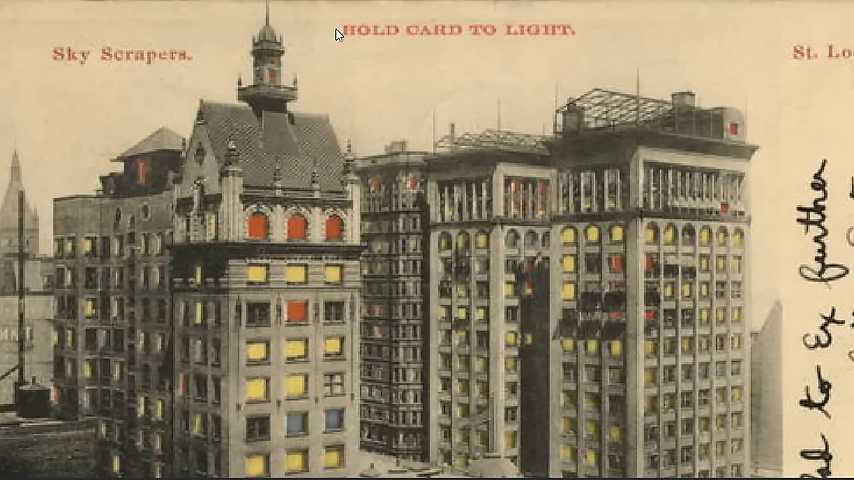 HOLD CARD TO LIGHT.
Sky Scrapers.
St. Lo
to Ex further